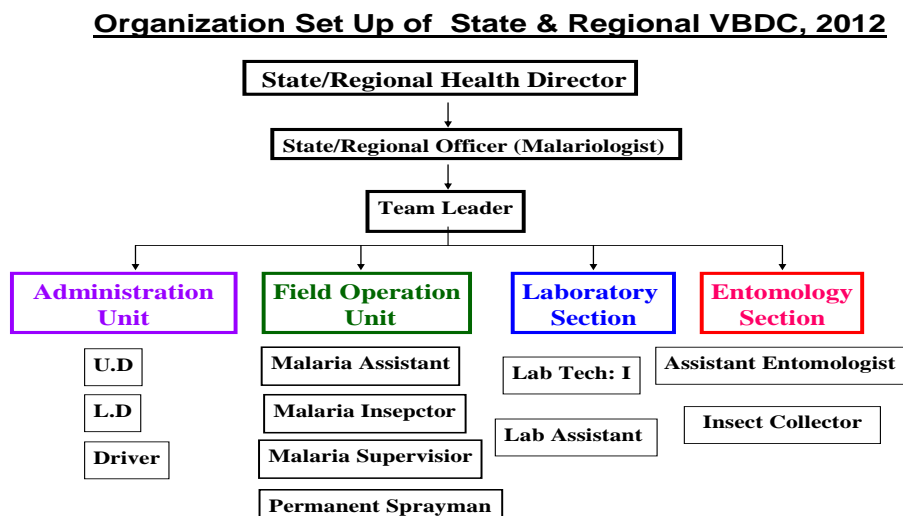 Organization Set Up of State & Regional VBDC, 2012
State/Regional Health Director
State/Regional Officer (Malariologist)
Team Leader
Administration
Unit
Field Operation
Unit
Laboratory
Section
Entomology
Section
U.D
L.D
Driver
Malaria Assistant
Malaria Insepctor
Malaria Supervisior
Permanent Sprayman
Lab Tech: I
Lab Assistant
Assistant Entomologist
Insect Collector